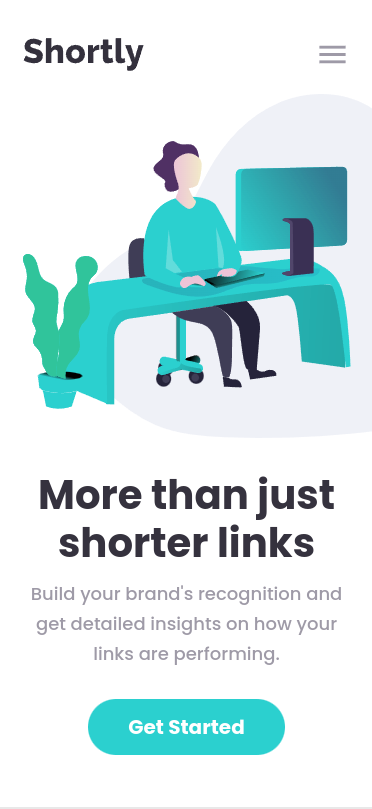 Shortly
More than just
shorter links
Build your brand's recognition and
get detailed insights on how your
links are performing.
Get Started